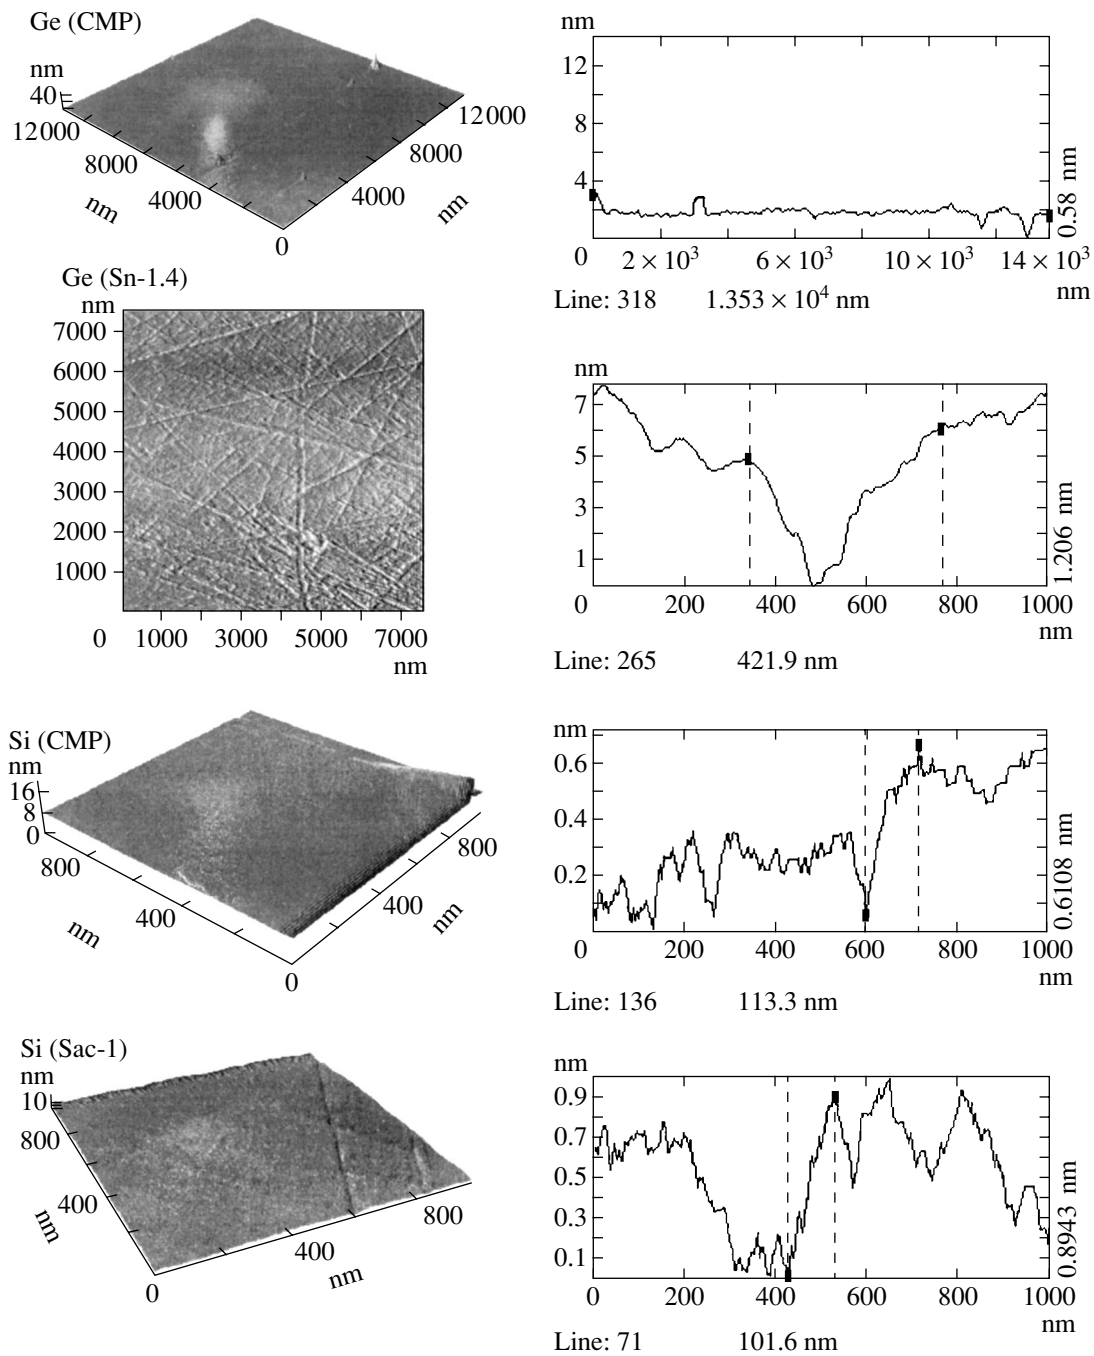 Ge (CMP)
nm
40
12000
8000
4000
nm
0
4000
8000
12000
nm
nm
12
8
4
0
2 × 10³
6 × 10³
10 × 10³
14 × 10³
nm
0.58 nm
Line: 318 1.353 × 10⁴ nm
Ge (Sn-1.4)
nm
7000
6000
5000
4000
3000
2000
1000
0 1000 3000 5000 7000
nm
nm
7
5
3
1
0 200 400 600 800 1000
nm
1.206 nm
Line: 265 421.9 nm
Si (CMP)
nm
16
8
0
800
400
nm
0
400
800
nm
nm
0.6
0.4
0.2
0 200 400 600 800 1000
nm
0.6108 nm
Line: 136 113.3 nm
Si (Sac-1)
nm
10
800
400
nm
0
400
800
nm
nm
0.9
0.7
0.5
0.3
0.1
0 200 400 600 800 1000
nm
0.8943 nm
Line: 71 101.6 nm